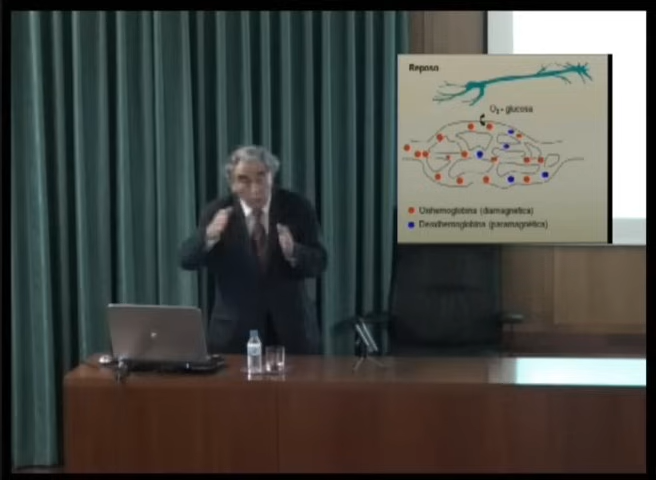 Reposo
O₂ - glucosa
Oxihemoglobina (diamagnética)
Deoxihemoglobina (paramagnética)